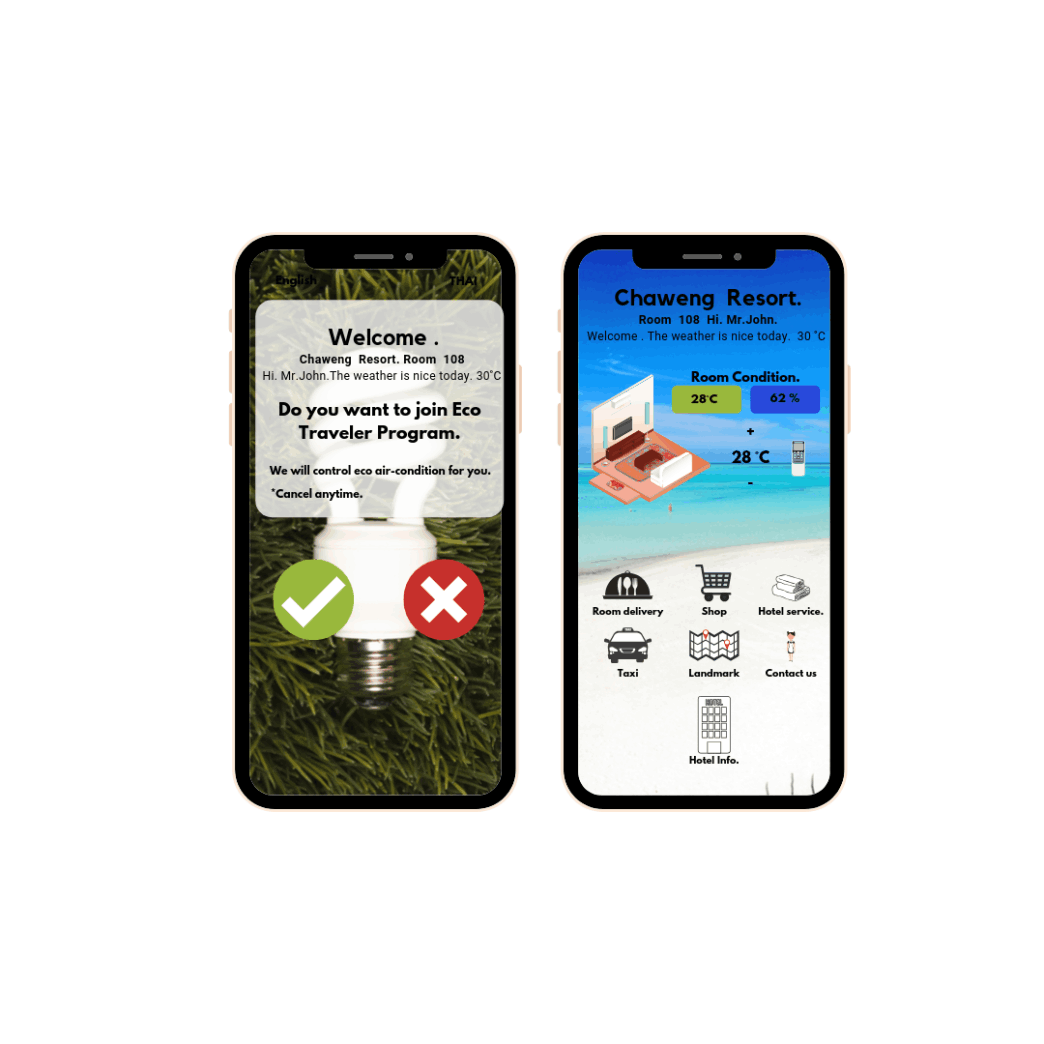 English THAI
Welcome .
Chaweng Resort. Room 108
Hi. Mr.John.The weather is nice today. 30°C
Do you want to join Eco
Traveler Program.
We will control eco air-condition for you.
*Cancel anytime.
Chaweng Resort.
Room 108 Hi. Mr.John.
Welcome . The weather is nice today. 30 °C
Room Condition.
28°C 62 %
+
28 °C
-
Room delivery Shop Hotel service.
Taxi Landmark Contact us
HOTEL
Hotel Info.